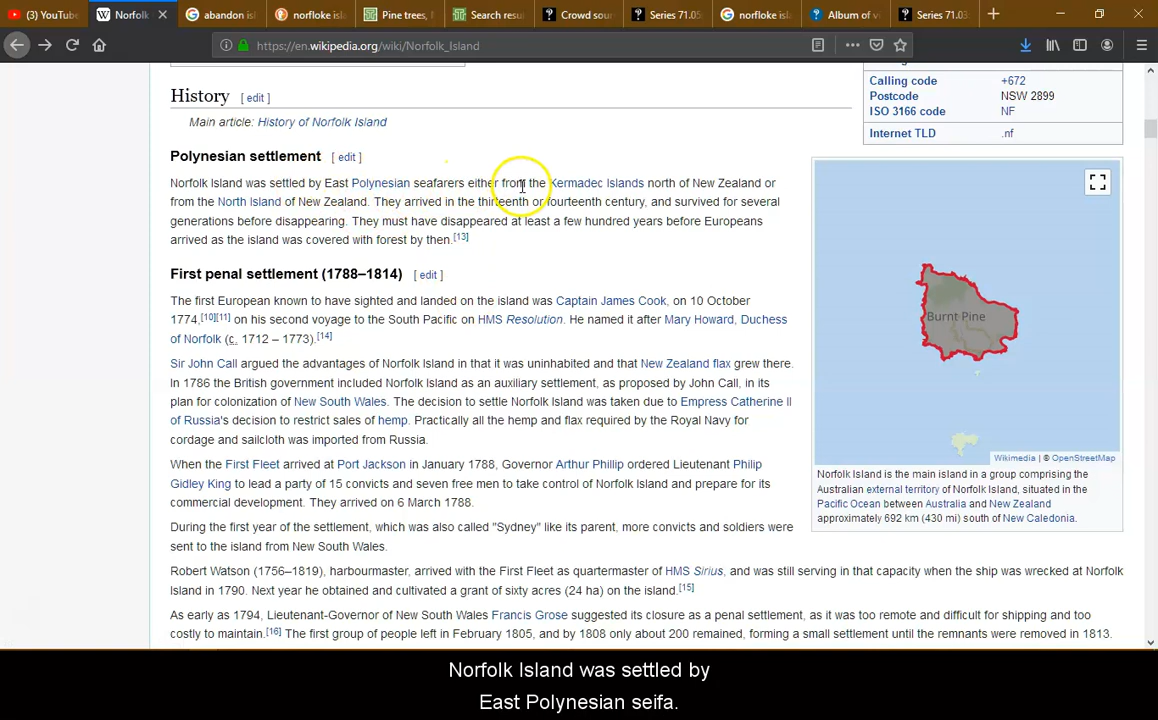 (3) YouTube
Norfolk
abandon isl
norfloke isla
Pine trees, N
Search resu
Crowd sour
Series 71.05
norfloke isla
Album of v
Series 71.03
https://en.wikipedia.org/wiki/Norfolk_Island
Calling code +672
Postcode NSW 2899
ISO 3166 code NF
Internet TLD .nf
History [ edit ]
Main article: History of Norfolk Island
Polynesian settlement [ edit ]
Norfolk Island was settled by East Polynesian seafarers either from the Kermadec Islands north of New Zealand or
from the North Island of New Zealand. They arrived in the thirteenth or fourteenth century, and survived for several
generations before disappearing. They must have disappeared at least a few hundred years before Europeans
arrived as the island was covered with forest by then.[13]
First penal settlement (1788–1814) [ edit ]
The first European known to have sighted and landed on the island was Captain James Cook, on 10 October
1774,[10][11] on his second voyage to the South Pacific on HMS Resolution. He named it after Mary Howard, Duchess
of Norfolk (c. 1712 – 1773).[14]
Sir John Call argued the advantages of Norfolk Island in that it was uninhabited and that New Zealand flax grew there.
In 1786 the British government included Norfolk Island as an auxiliary settlement, as proposed by John Call, in its
plan for colonization of New South Wales. The decision to settle Norfolk Island was taken due to Empress Catherine II
of Russia's decision to restrict sales of hemp. Practically all the hemp and flax required by the Royal Navy for
cordage and sailcloth was imported from Russia.
When the First Fleet arrived at Port Jackson in January 1788, Governor Arthur Phillip ordered Lieutenant Philip
Gidley King to lead a party of 15 convicts and seven free men to take control of Norfolk Island and prepare for its
commercial development. They arrived on 6 March 1788.
During the first year of the settlement, which was also called "Sydney" like its parent, more convicts and soldiers were
sent to the island from New South Wales.
Robert Watson (1756–1819), harbourmaster, arrived with the First Fleet as quartermaster of HMS Sirius, and was still serving in that capacity when the ship was wrecked at Norfolk
Island in 1790. Next year he obtained and cultivated a grant of sixty acres (24 ha) on the island.[15]
As early as 1794, Lieutenant-Governor of New South Wales Francis Grose suggested its closure as a penal settlement, as it was too remote and difficult for shipping and too
costly to maintain.[16] The first group of people left in February 1805, and by 1808 only about 200 remained, forming a small settlement until the remnants were removed in 1813.
Burnt Pine
Wikimedia | © OpenStreetMap
Norfolk Island is the main island in a group comprising the
Australian external territory of Norfolk Island, situated in the
Pacific Ocean between Australia and New Zealand
approximately 692 km (430 mi) south of New Caledonia.
Norfolk Island was settled by
East Polynesian seifa.